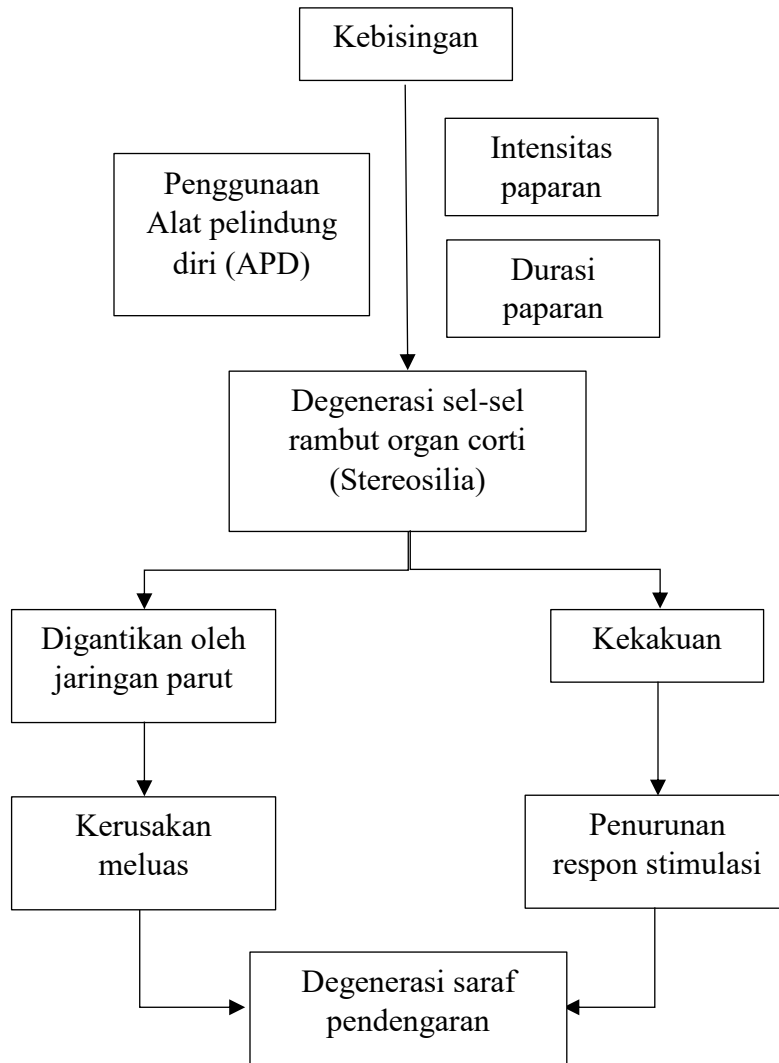 Kebisingan
Penggunaan
Alat pelindung
diri (APD)
Intensitas
paparan
Durasi
paparan
Degenerasi sel-sel
rambut organ corti
(Stereosilia)
Digantikan oleh
jaringan parut
Kekakuan
Kerusakan
meluas
Penurunan
respon stimulasi
Degenerasi saraf
pendengaran